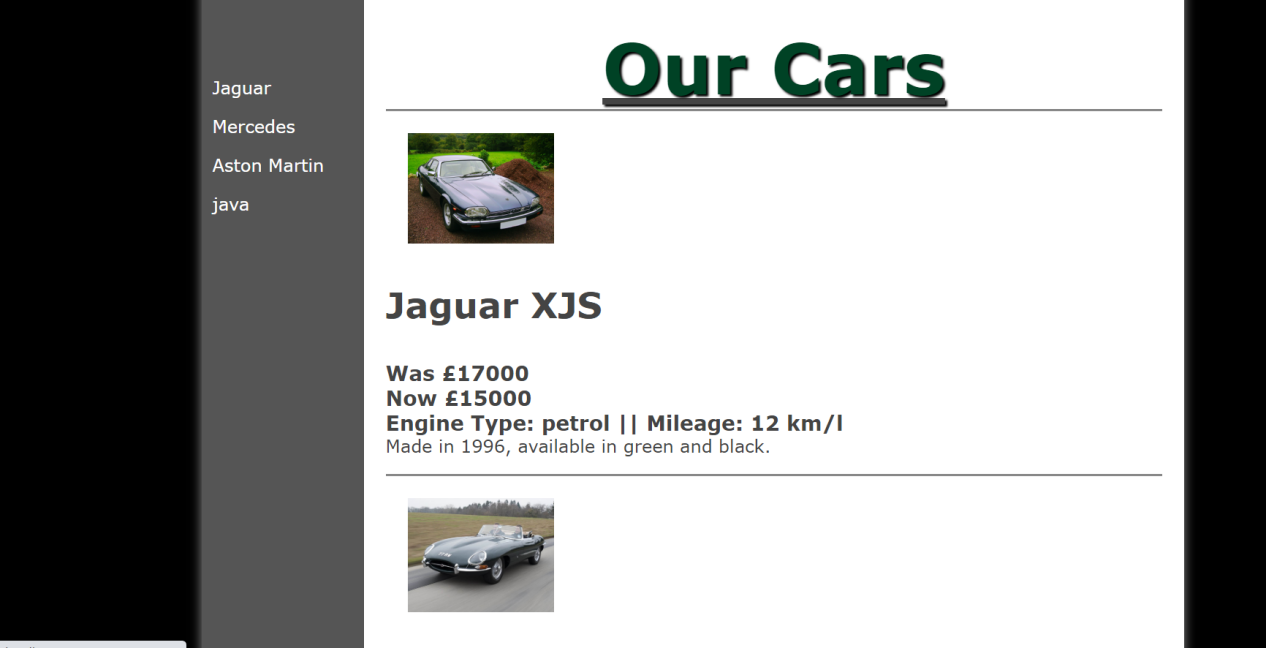 Our Cars
Jaguar
Mercedes
Aston Martin
java
Jaguar XJS
Was £17000
Now £15000
Engine Type: petrol || Mileage: 12 km/l
Made in 1996, available in green and black.